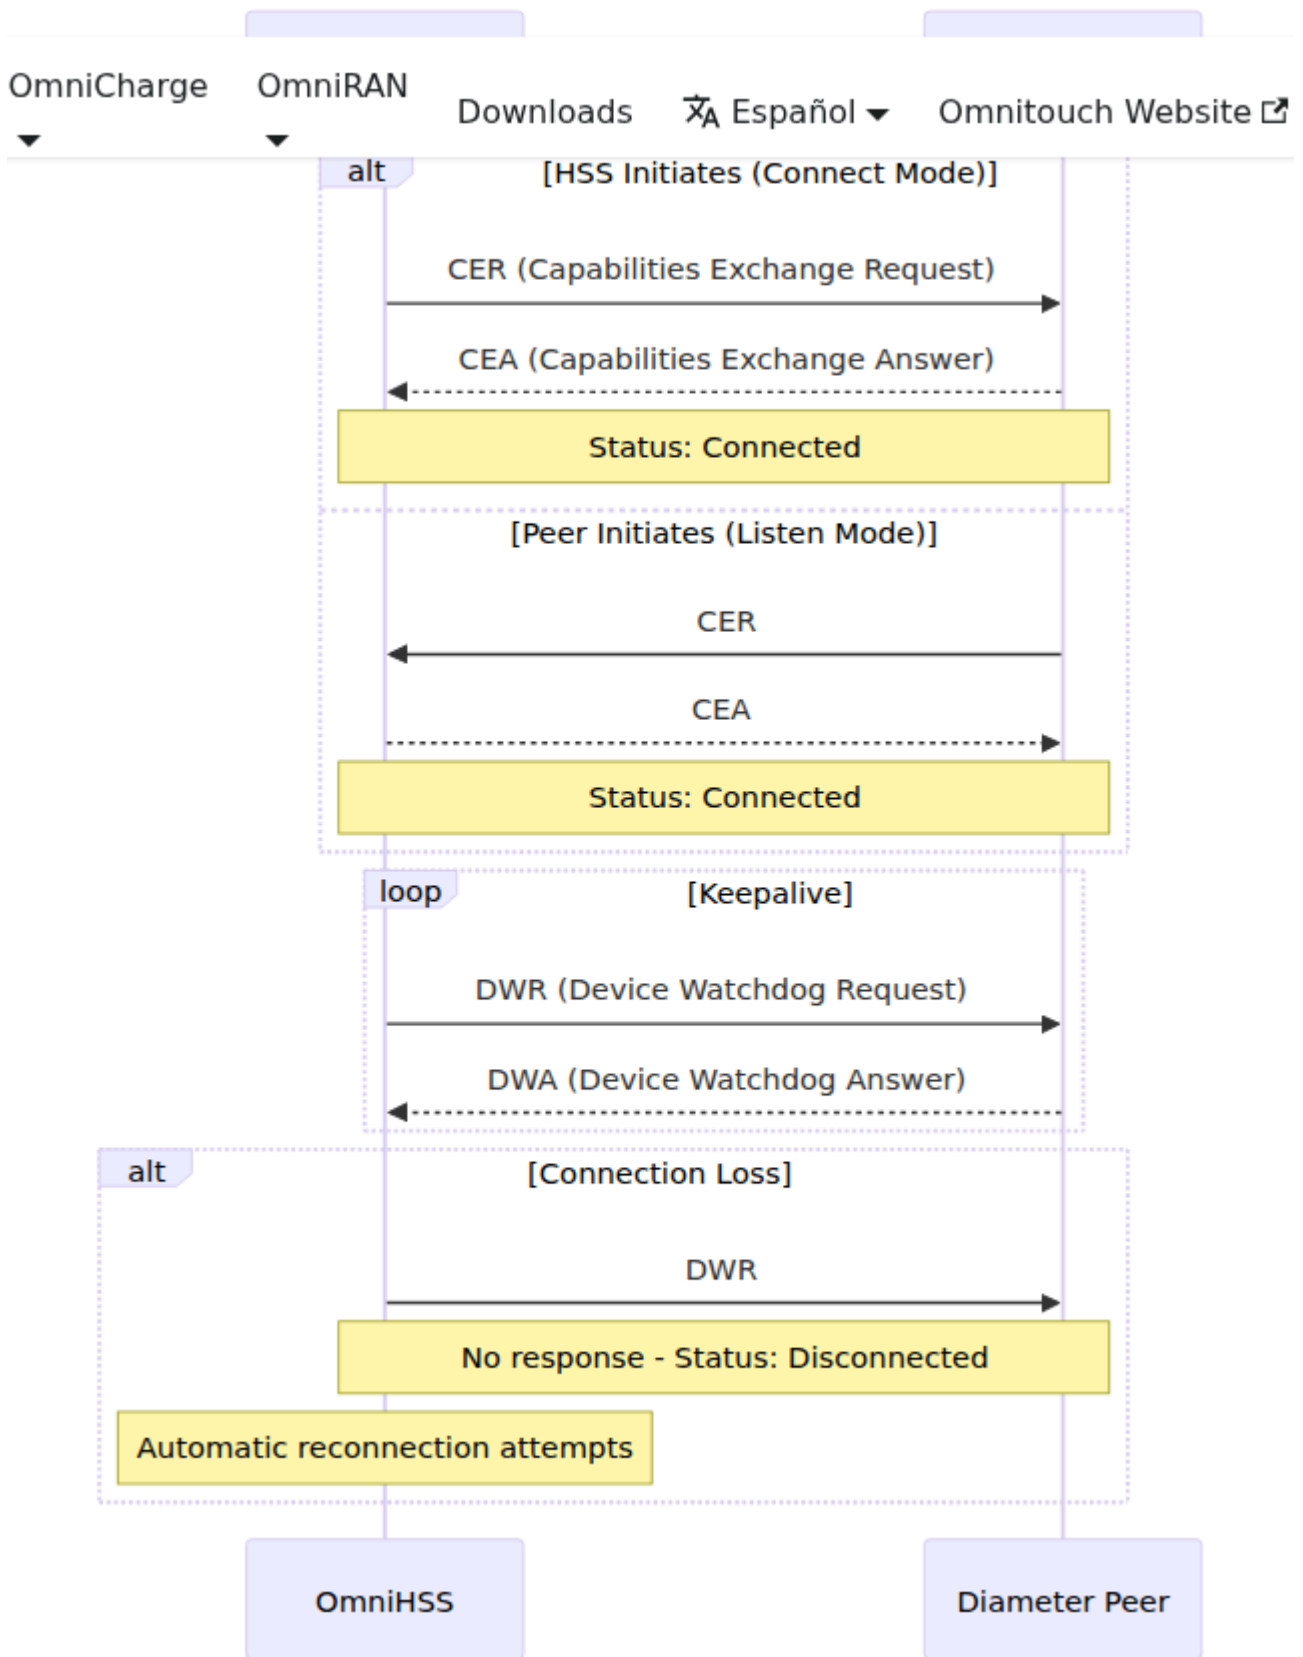 OmniCharge
OmniRAN
Downloads
Español
Omnitouch Website
alt
[HSS Initiates (Connect Mode)]
CER (Capabilities Exchange Request)
CEA (Capabilities Exchange Answer)
Status: Connected
[Peer Initiates (Listen Mode)]
CER
CEA
Status: Connected
loop
[Keepalive]
DWR (Device Watchdog Request)
DWA (Device Watchdog Answer)
alt
[Connection Loss]
DWR
No response - Status: Disconnected
Automatic reconnection attempts
OmniHSS
Diameter Peer